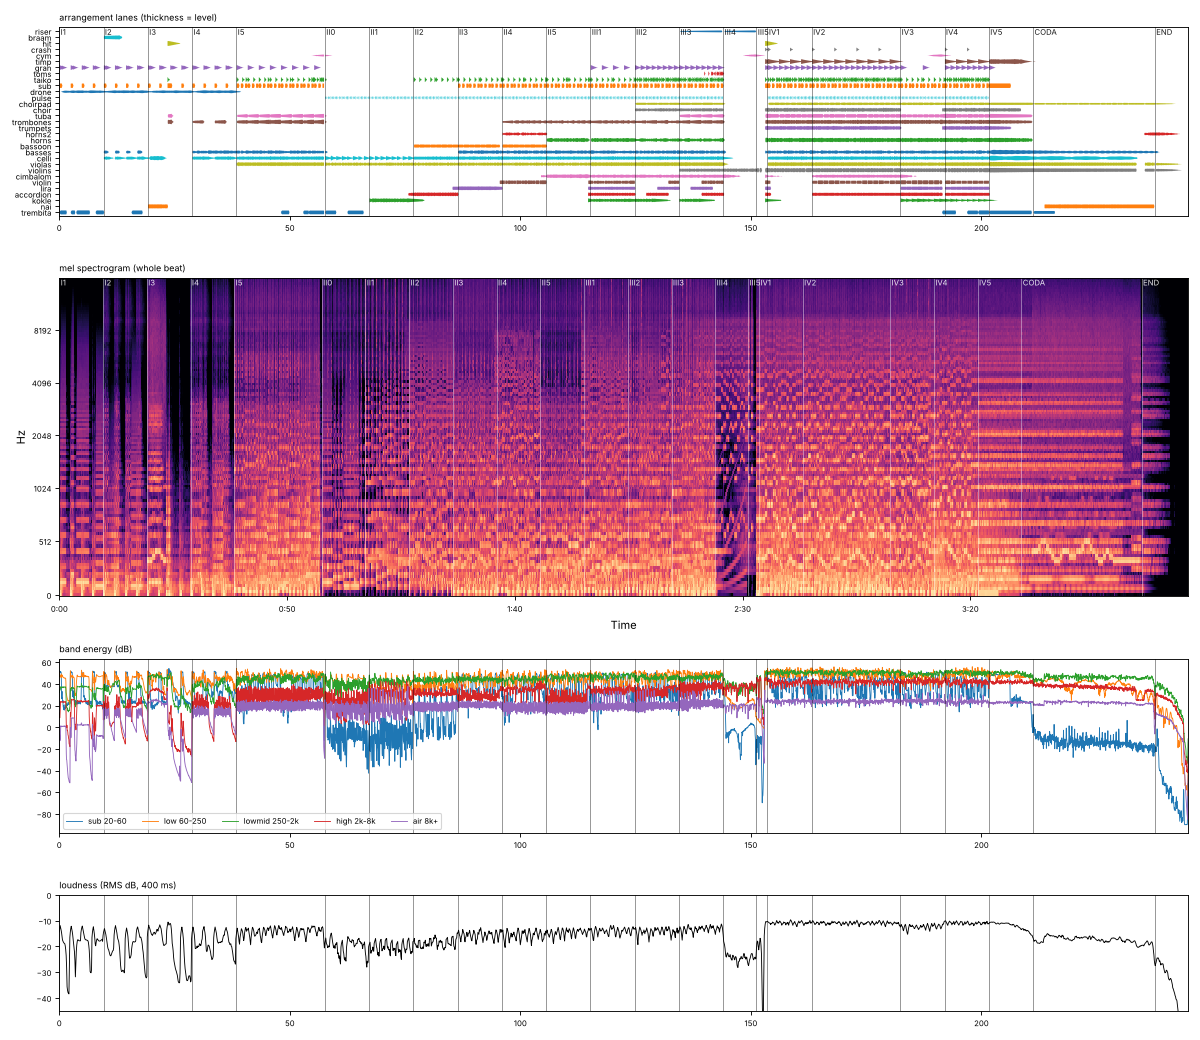 arrangement lanes (thickness = level)
riser
braam
hit
crash
cym
timp
gran
toms
taiko
sub
drone
pulse
choirpad
choir
tuba
trombones
trumpets
horns2
horns
bassoon
basses
celli
violas
violins
cimbalom
violin
lira
accordion
kokle
nai
trembita
I1 I2 I3 I4 I5 II0 II1 II2 II3 II4 II5 III1 III2 III3 III4 III5 IV1 IV2 IV3 IV4 IV5 CODA END
0 50 100 150 200
mel spectrogram (whole beat)
I1 I2 I3 I4 I5 II0 II1 II2 II3 II4 II5 III1 III2 III3 III4 III5 IV1 IV2 IV3 IV4 IV5 CODA END
8192
4096
2048
1024
512
0
Hz
0:00 0:50 1:40 2:30 3:20
Time
band energy (dB)
60
40
20
0
−20
−40
−60
−80
sub 20-60 low 60-250 lowmid 250-2k high 2k-8k air 8k+
0 50 100 150 200
loudness (RMS dB, 400 ms)
0
−10
−20
−30
−40
0 50 100 150 200